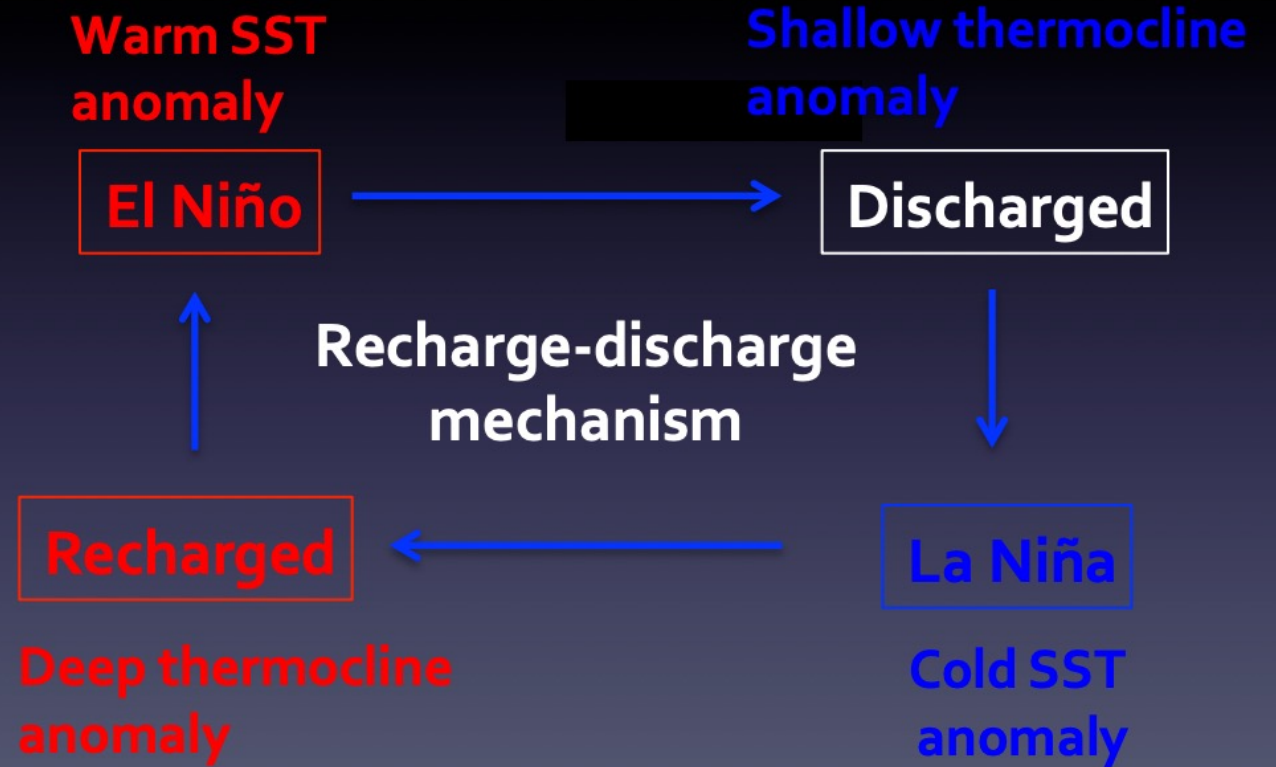 Warm SST
anomaly
Shallow thermocline
anomaly
El Niño
Discharged
Recharge-discharge
mechanism
Recharged
La Niña
Deep thermocline
anomaly
Cold SST
anomaly